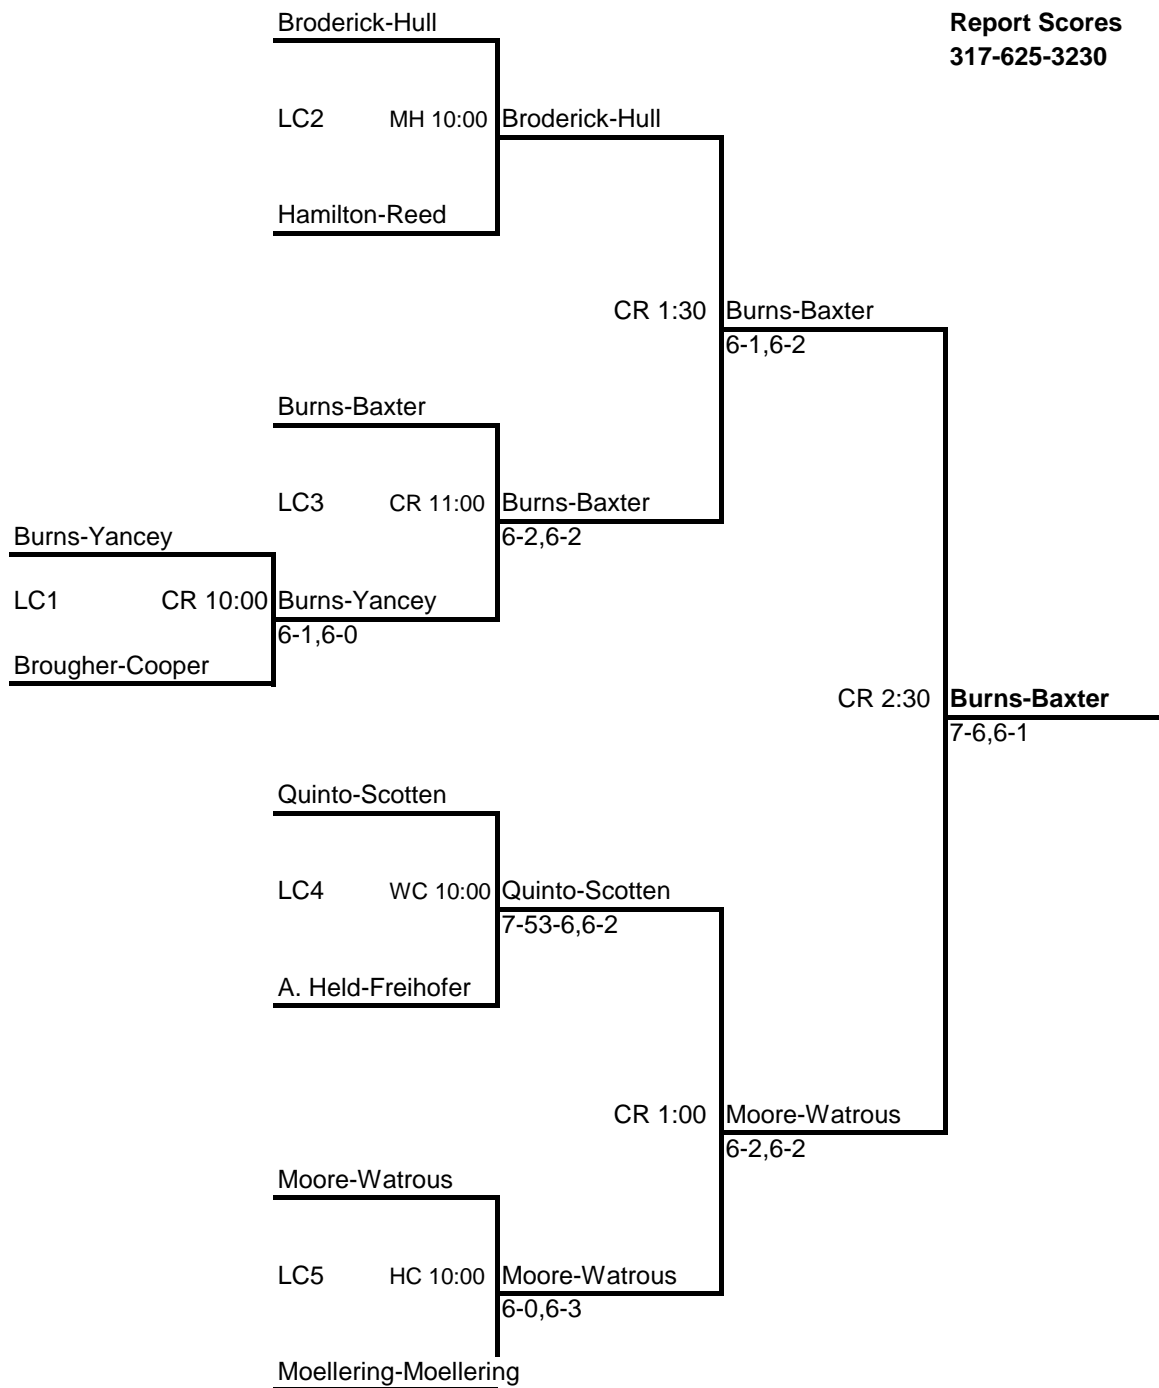 Broderick-Hull
Report Scores
317-625-3230
LC2 MH 10:00 Broderick-Hull
Hamilton-Reed
CR 1:30 Burns-Baxter
6-1,6-2
Burns-Baxter
LC3 CR 11:00 Burns-Baxter
6-2,6-2
Burns-Yancey
LC1 CR 10:00 Burns-Yancey
6-1,6-0
Brougher-Cooper
CR 2:30 Burns-Baxter
7-6,6-1
Quinto-Scotten
LC4 WC 10:00 Quinto-Scotten
7-53-6,6-2
A. Held-Freihofer
CR 1:00 Moore-Watrous
6-2,6-2
Moore-Watrous
LC5 HC 10:00 Moore-Watrous
6-0,6-3
Moellering-Moellering